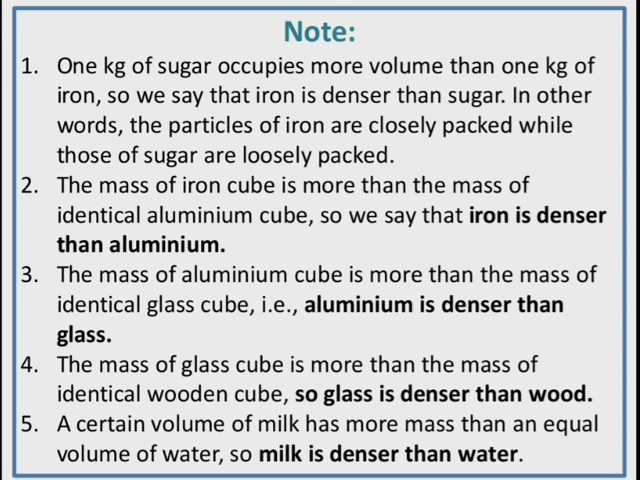 Note:
1. One kg of sugar occupies more volume than one kg of
iron, so we say that iron is denser than sugar. In other
words, the particles of iron are closely packed while
those of sugar are loosely packed.
2. The mass of iron cube is more than the mass of
identical aluminium cube, so we say that iron is denser
than aluminium.
3. The mass of aluminium cube is more than the mass of
identical glass cube, i.e., aluminium is denser than
glass.
4. The mass of glass cube is more than the mass of
identical wooden cube, so glass is denser than wood.
5. A certain volume of milk has more mass than an equal
volume of water, so milk is denser than water.